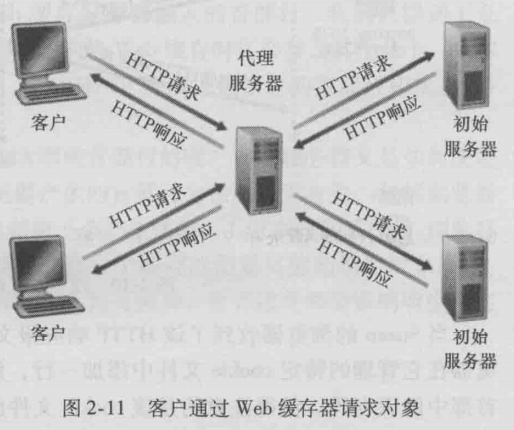 代理
服务器
HTTP请求
HTTP响应
HTTP请求
HTTP响应
客户
初始
服务器
HTTP请求
HTTP响应
HTTP请求
HTTP响应
客户
初始
服务器
图 2-11 客户通过 Web 缓存器请求对象